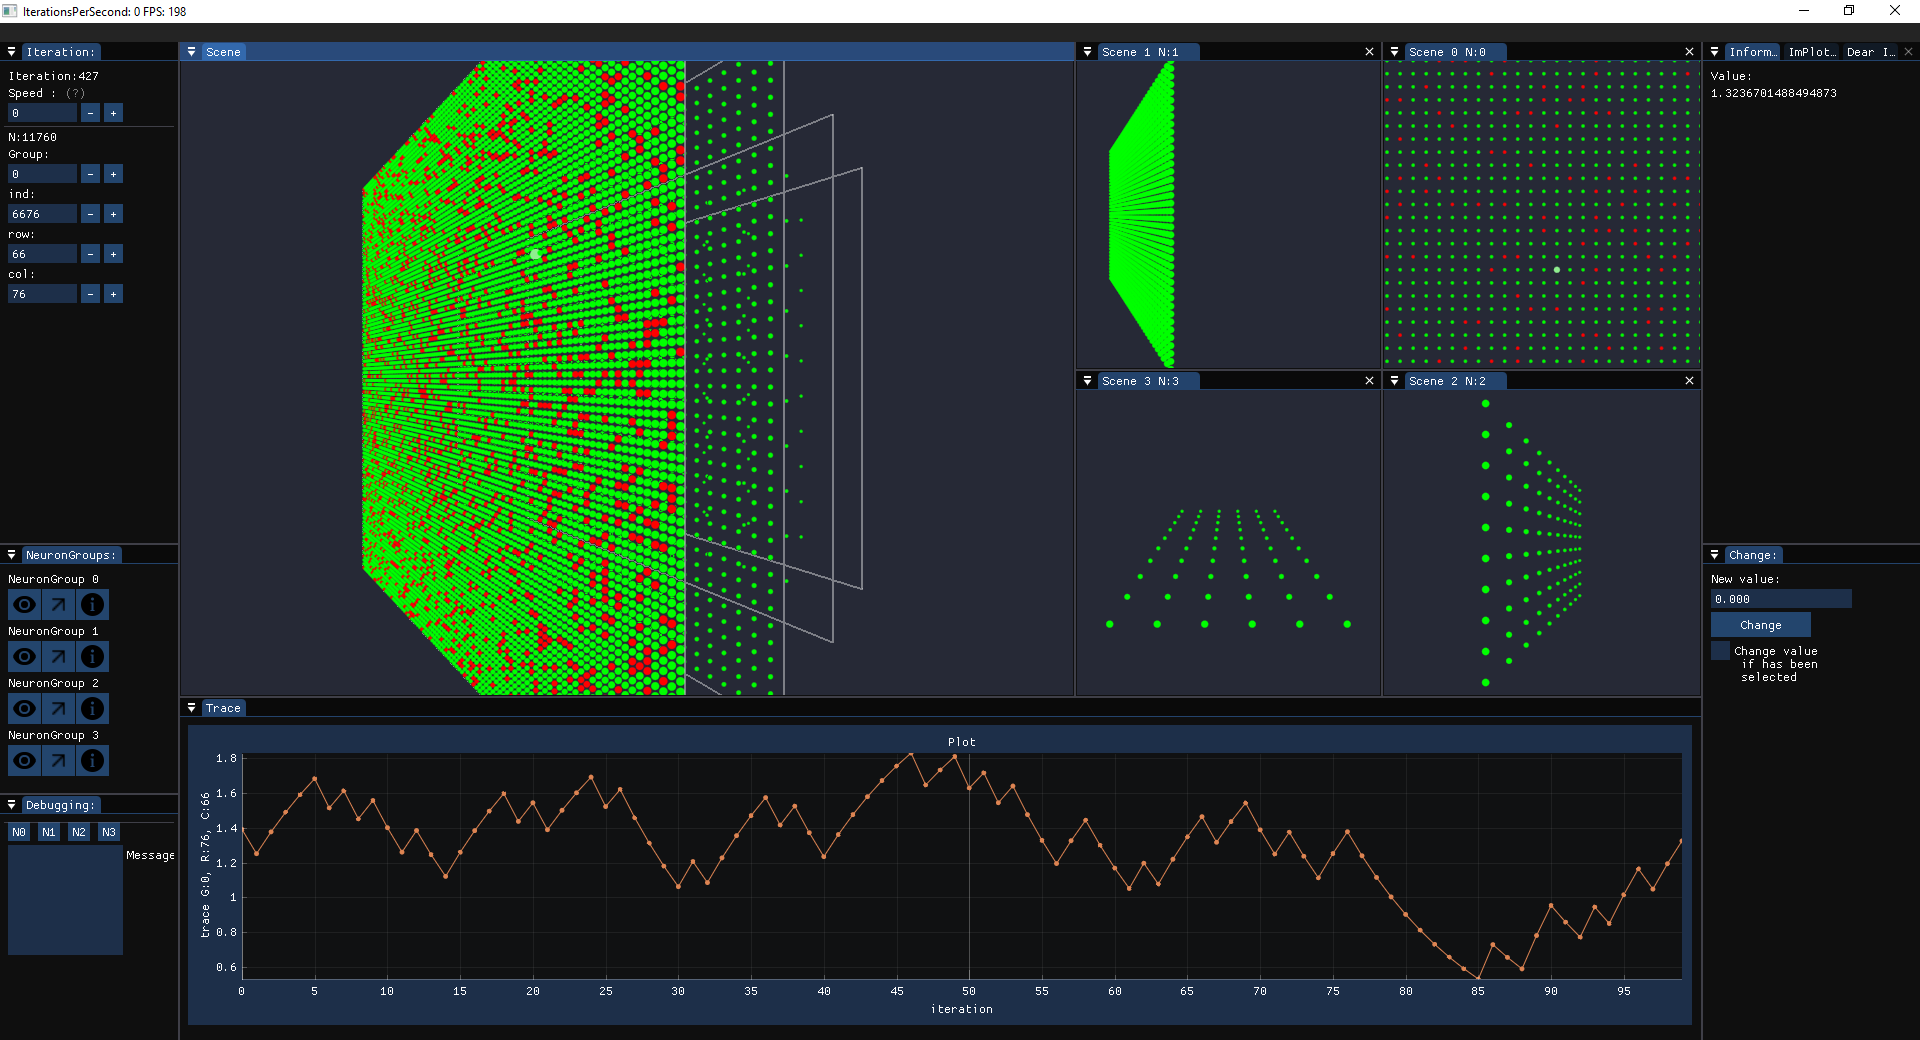 IterationsPerSecond: 0 FPS: 198
Iteration:
Iteration:427
Speed : (?)
0 - +
N:11760
Group:
0 - +
ind:
6676 - +
row:
66 - +
col:
76 - +
NeuronGroups:
NeuronGroup 0
NeuronGroup 1
NeuronGroup 2
NeuronGroup 3
Debugging:
N0 N1 N2 N3
Message
Scene
Scene 1 N:1
Scene 0 N:0
Scene 3 N:3
Scene 2 N:2
Trace
Plot
trace G:0, R:76, C:66
1.8
1.6
1.4
1.2
1
0.8
0.6
0 5 10 15 20 25 30 35 40 45 50 55 60 65 70 75 80 85 90 95
iteration
Inform… ImPlot… Dear I…
Value:
1.3236701488494873
Change:
New value:
0.000
Change
Change value
if has been
selected